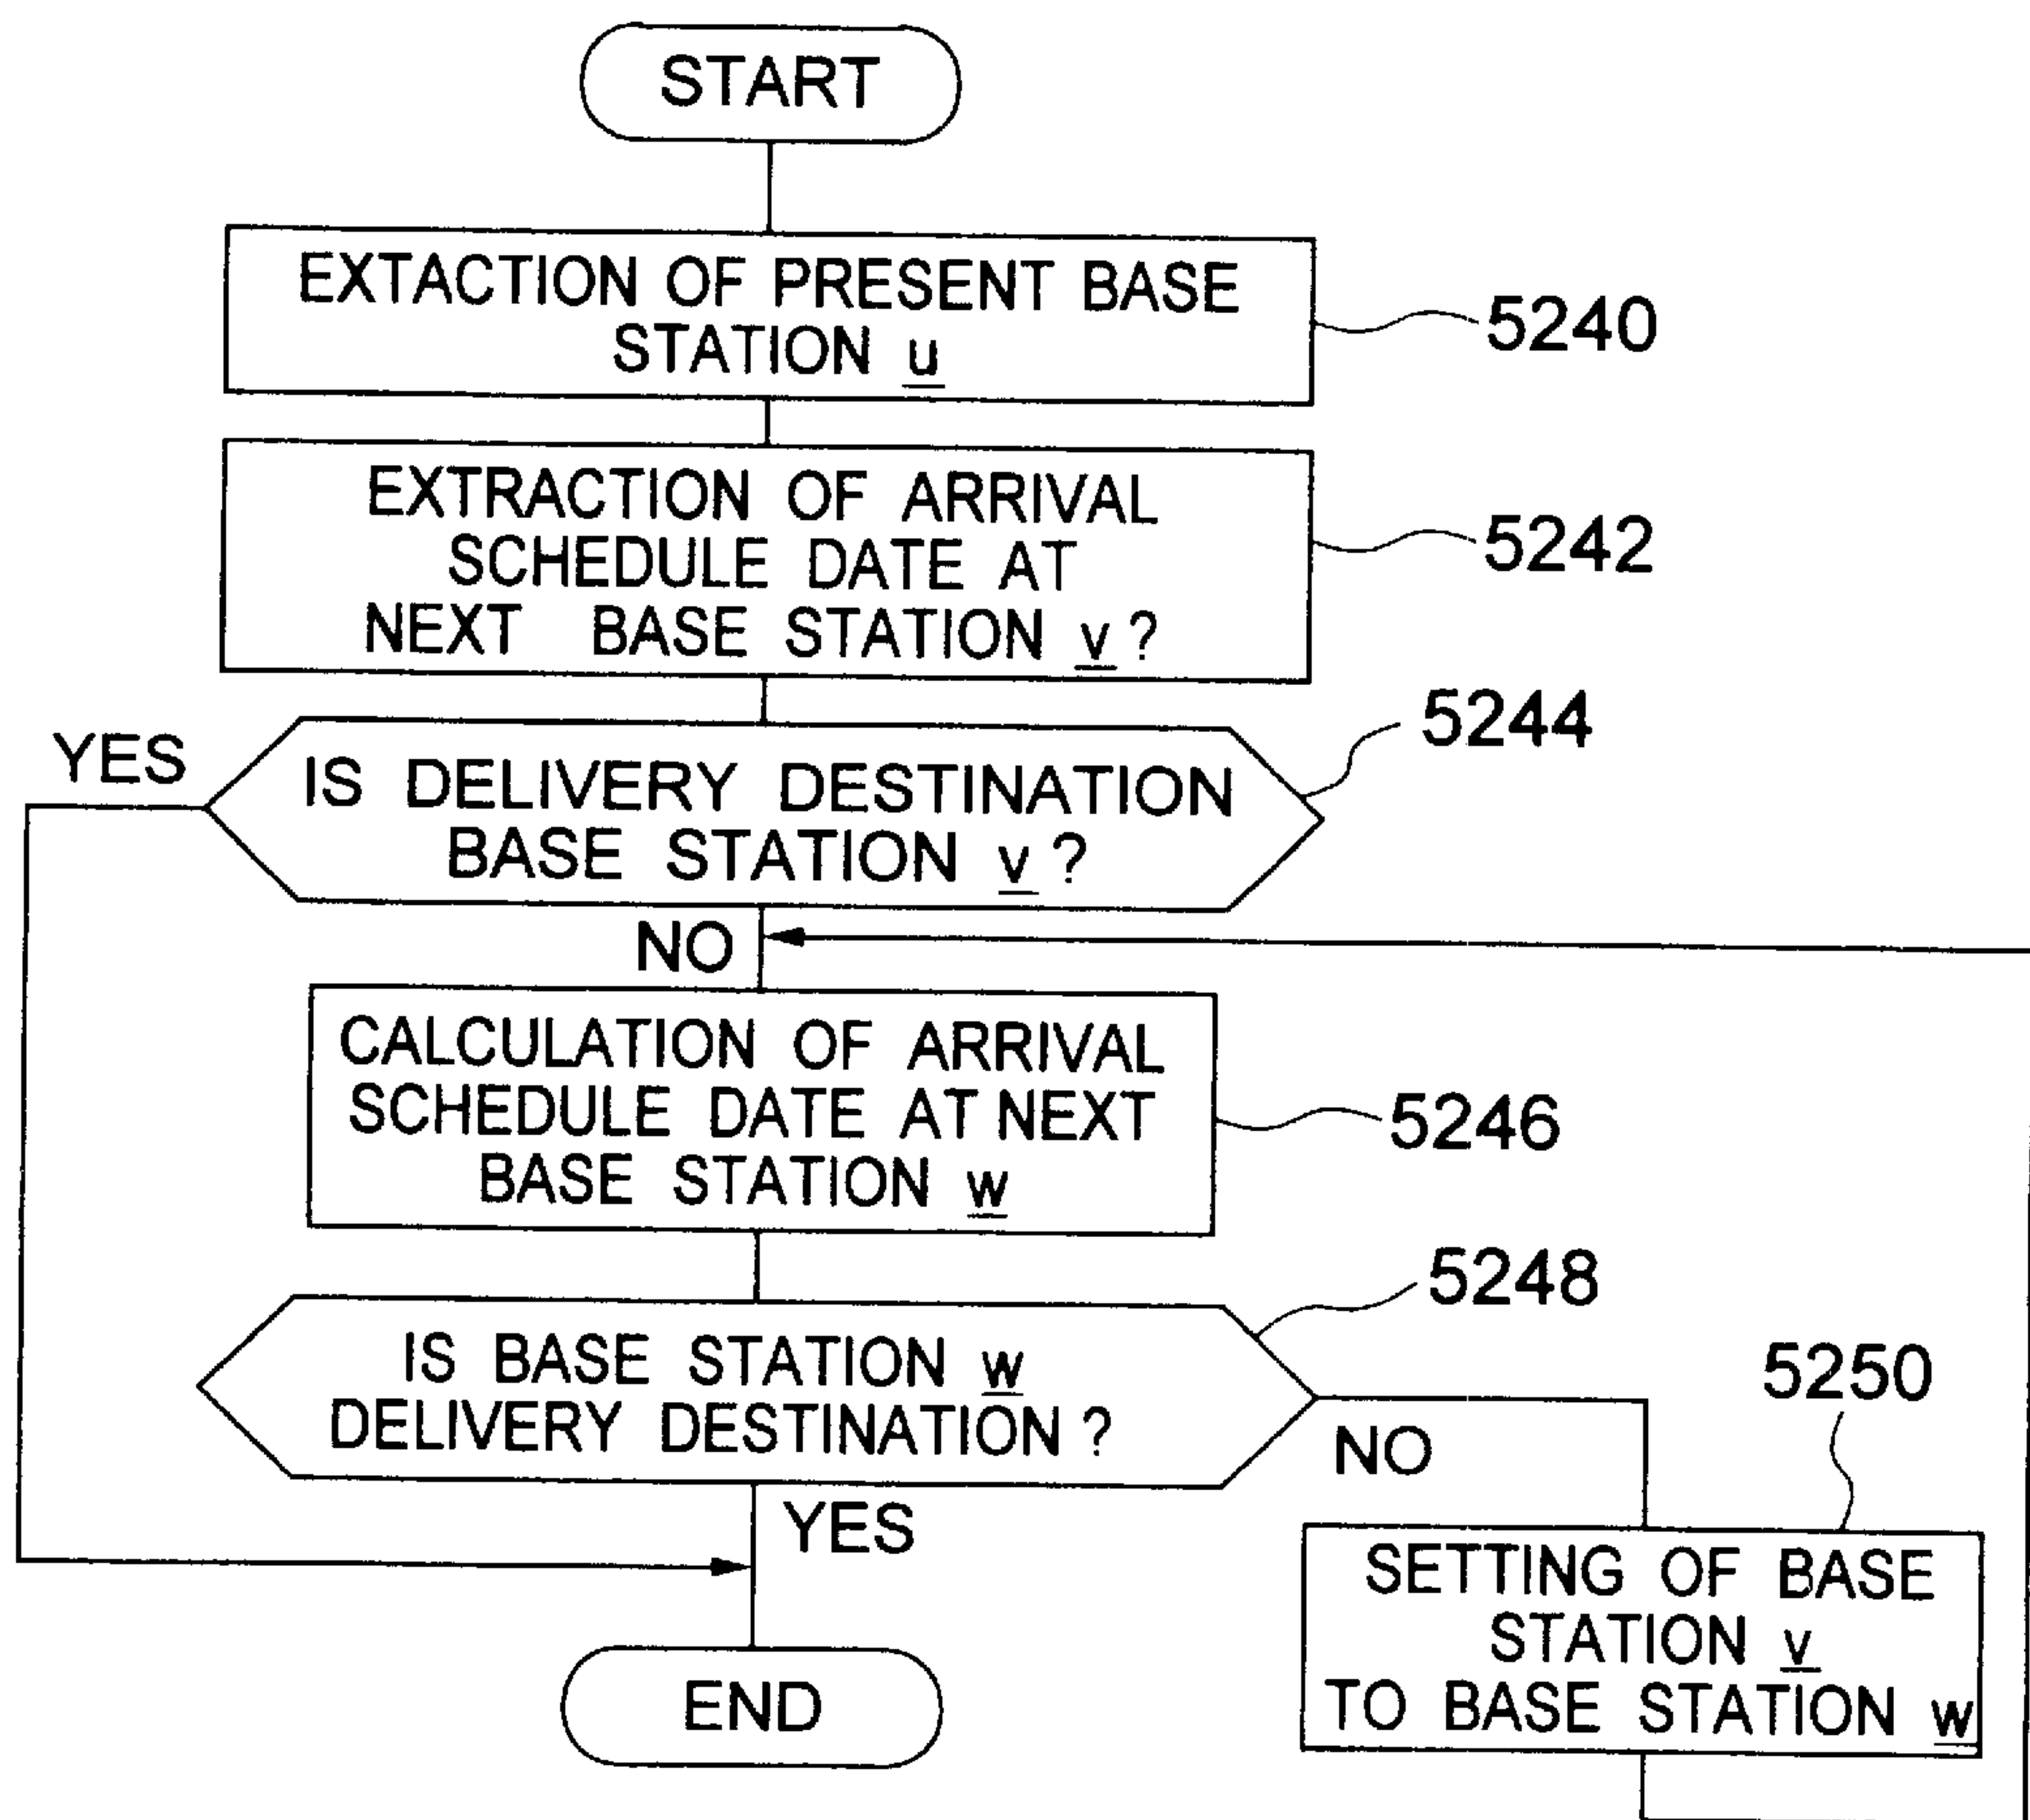 START
EXTACTION OF PRESENT BASE
STATION u
5240
EXTRACTION OF ARRIVAL
SCHEDULE DATE AT
NEXT BASE STATION v?
5242
5244
YES
IS DELIVERY DESTINATION
BASE STATION v?
NO
CALCULATION OF ARRIVAL
SCHEDULE DATE AT NEXT
BASE STATION w
5246
5248
IS BASE STATION w
DELIVERY DESTINATION?
NO
5250
YES
SETTING OF BASE
STATION v
TO BASE STATION w
END